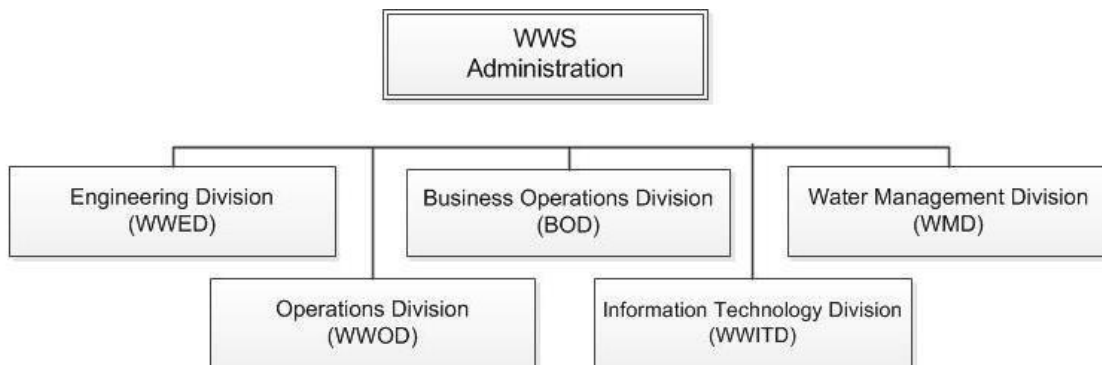 WWS
Administration
Engineering Division
(WWED)
Business Operations Division
(BOD)
Water Management Division
(WMD)
Operations Division
(WWOD)
Information Technology Division
(WWITD)